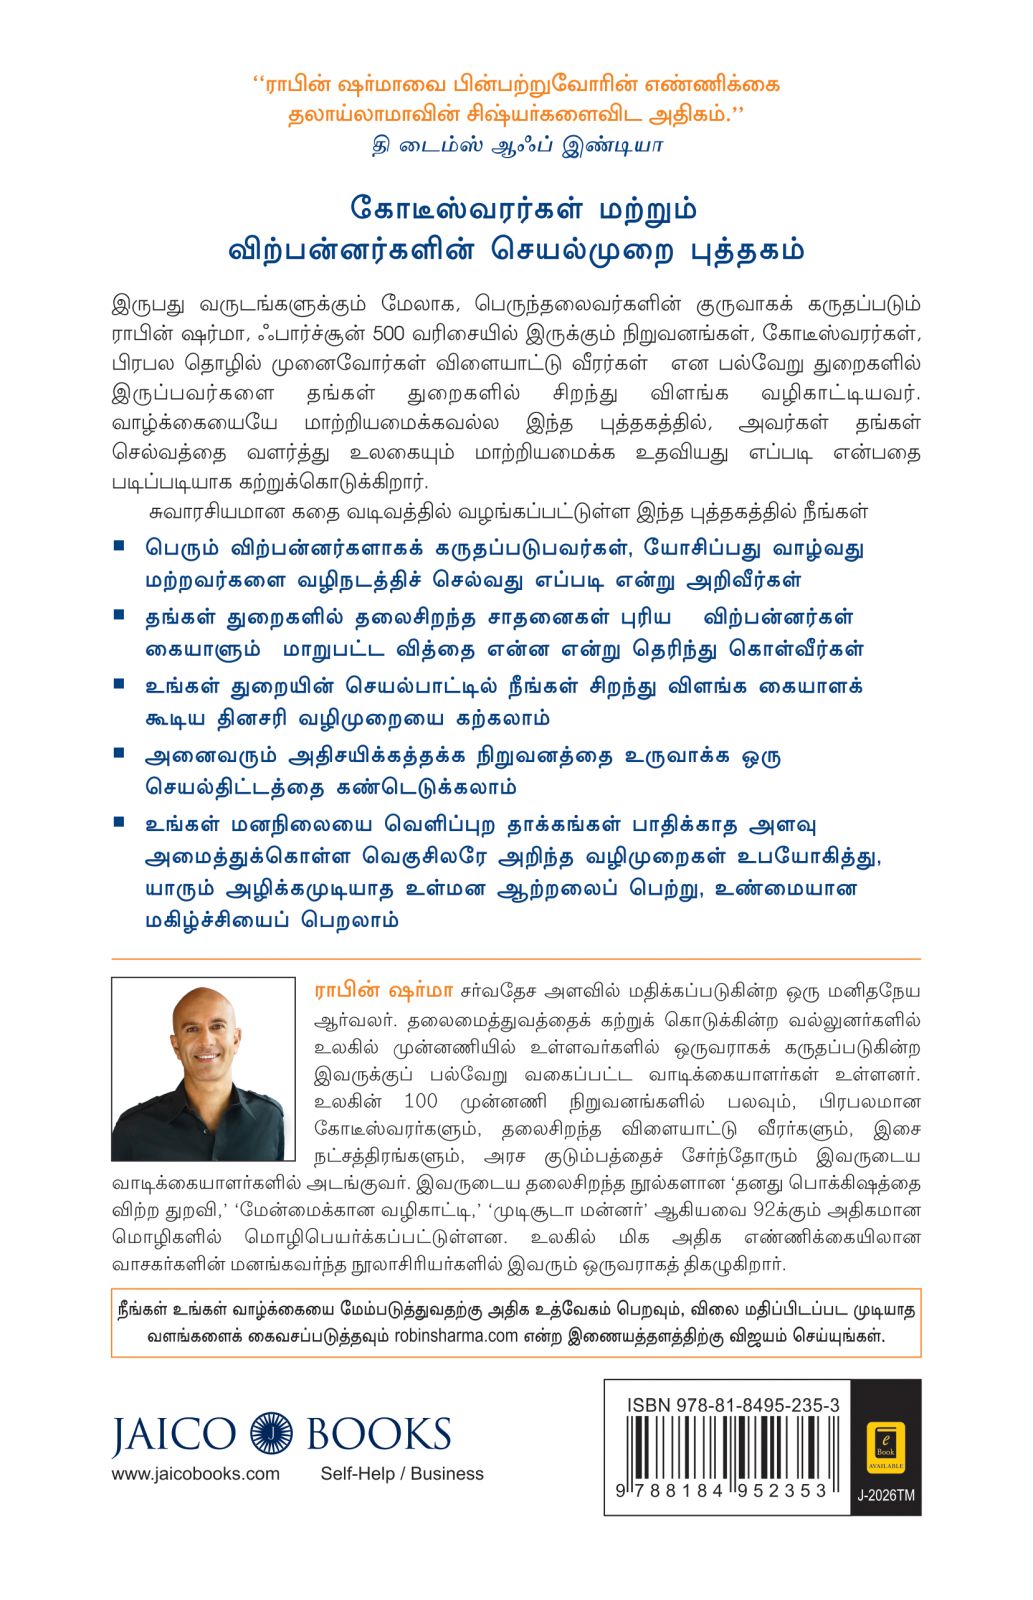 “ராபின் ஷர்மாவை பின்பற்றுவோரின் எண்ணிக்கை
தலாய்லாமாவின் சிஷ்யர்களைவிட அதிகம்.”
தி டைம்ஸ் ஆஃப் இண்டியா
கோடீஸ்வரர்கள் மற்றும்
விற்பன்னர்களின் செயல்முறை புத்தகம்
இருபது வருடங்களுக்கும் மேலாக, பெருந்தலைவர்களின் குருவாகக் கருதப்படும்
ராபின் ஷர்மா, ஃபார்ச்சூன் 500 வரிசையில் இருக்கும் நிறுவனங்கள், கோடீஸ்வரர்கள்,
பிரபல தொழில் முனைவோர்கள் விளையாட்டு வீரர்கள் என பல்வேறு துறைகளில்
இருப்பவர்களை தங்கள் துறைகளில் சிறந்து விளங்க வழிகாட்டியவர்.
வாழ்க்கையையே மாற்றியமைக்கவல்ல இந்த புத்தகத்தில், அவர்கள் தங்கள்
செல்வத்தை வளர்த்து உலகையும் மாற்றியமைக்க உதவியது எப்படி என்பதை
படிப்படியாக கற்றுக்கொடுக்கிறார்.
சுவாரசியமான கதை வடிவத்தில் வழங்கப்பட்டுள்ள இந்த புத்தகத்தில் நீங்கள்
▪ பெரும் விற்பன்னர்களாகக் கருதப்படுபவர்கள், யோசிப்பது வாழ்வது
மற்றவர்களை வழிநடத்திச் செல்வது எப்படி என்று அறிவீர்கள்
▪ தங்கள் துறைகளில் தலைசிறந்த சாதனைகள் புரிய விற்பன்னர்கள்
கையாளும் மாறுபட்ட வித்தை என்ன என்று தெரிந்து கொள்வீர்கள்
▪ உங்கள் துறையின் செயல்பாட்டில் நீங்கள் சிறந்து விளங்க கையாளக்
கூடிய தினசரி வழிமுறையை கற்கலாம்
▪ அனைவரும் அதிசயிக்கத்தக்க நிறுவனத்தை உருவாக்க ஒரு
செயல்திட்டத்தை கண்டெடுக்கலாம்
▪ உங்கள் மனநிலையை வெளிப்புற தாக்கங்கள் பாதிக்காத அளவு
அமைத்துக்கொள்ள வெகுசிலரே அறிந்த வழிமுறைகள் உபயோகித்து,
யாரும் அழிக்கமுடியாத உள்மன ஆற்றலைப் பெற்று, உண்மையான
மகிழ்ச்சியைப் பெறலாம்
ராபின் ஷர்மா சர்வதேச அளவில் மதிக்கப்படுகின்ற ஒரு மனிதநேய
ஆர்வலர். தலைமைத்துவத்தைக் கற்றுக் கொடுக்கின்ற வல்லுனர்களில்
உலகில் முன்னணியில் உள்ளவர்களில் ஒருவராகக் கருதப்படுகின்ற
இவருக்குப் பல்வேறு வகைப்பட்ட வாடிக்கையாளர்கள் உள்ளனர்.
உலகின் 100 முன்னணி நிறுவனங்களில் பலவும், பிரபலமான
கோடீஸ்வரர்களும், தலைசிறந்த விளையாட்டு வீரர்களும், இசை
நட்சத்திரங்களும், அரச குடும்பத்தைச் சேர்ந்தோரும் இவருடைய
வாடிக்கையாளர்களில் அடங்குவர். இவருடைய தலைசிறந்த நூல்களான ‘தனது பொக்கிஷத்தை
விற்ற துறவி,’ ‘மேன்மைக்கான வழிகாட்டி,’ ‘முடிசூடா மன்னர்’ ஆகியவை 92க்கும் அதிகமான
மொழிகளில் மொழிபெயர்க்கப்பட்டுள்ளன. உலகில் மிக அதிக எண்ணிக்கையிலான
வாசகர்களின் மனங்கவர்ந்த நூலாசிரியர்களில் இவரும் ஒருவராகத் திகழுகிறார்.
நீங்கள் உங்கள் வாழ்க்கையை மேம்படுத்துவதற்கு அதிக உத்வேகம் பெறவும், விலை மதிப்பிடப்பட முடியாத
வளங்களைக் கைவசப்படுத்தவும் robinsharma.com என்ற இணையத்தளத்திற்கு விஜயம் செய்யுங்கள்.
JAICO J BOOKS
www.jaicobooks.com Self-Help / Business
ISBN 978-81-8495-235-3
9 788184 952353
e
Book
AVAILABLE
J-2026TM